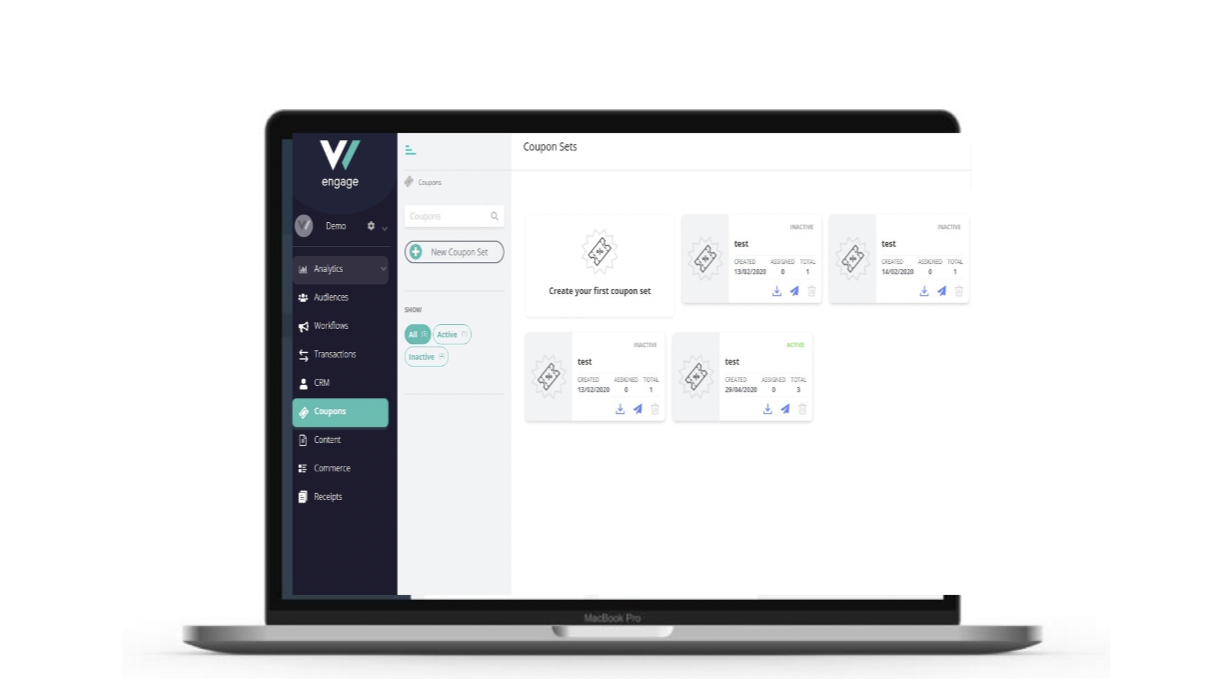 engage
Demo
Analytics
Audiences
Workflows
Transactions
CRM
Coupons
Content
Commerce
Receipts
Coupons
Coupons
New Coupon Set
SHOW
All
Active
Inactive
Coupon Sets
Create your first coupon set
INACTIVE
test
CREATED ASSIGNED TOTAL
13/02/2020 0 1
INACTIVE
test
CREATED ASSIGNED TOTAL
14/02/2020 0 1
INACTIVE
test
CREATED ASSIGNED TOTAL
13/02/2020 0 1
ACTIVE
test
CREATED ASSIGNED TOTAL
29/04/2020 0 3
MacBook Pro